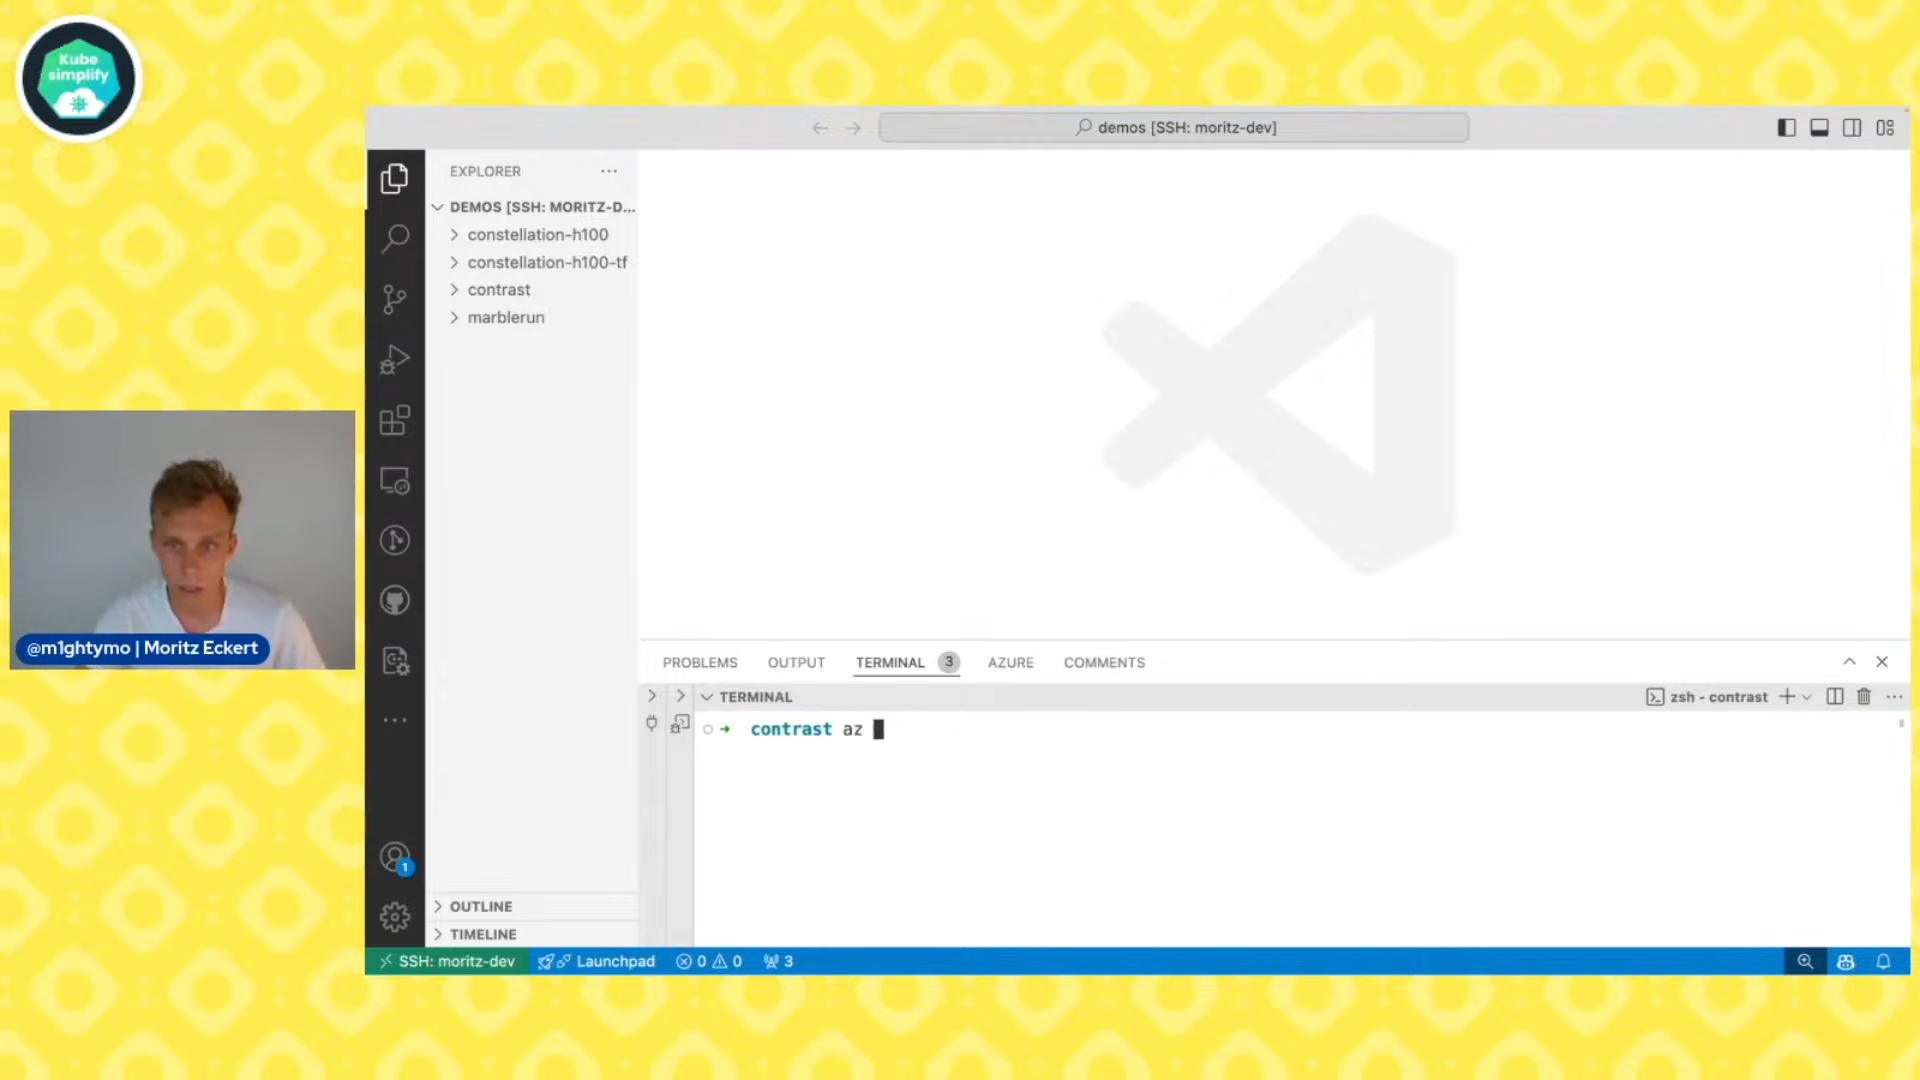 Kube
simplify
demos [SSH: moritz-dev]
EXPLORER
DEMOS [SSH: MORITZ-D...
constellation-h100
constellation-h100-tf
contrast
marblerun
@m1ghtymo | Moritz Eckert
PROBLEMS OUTPUT TERMINAL 3 AZURE COMMENTS
TERMINAL
zsh - contrast
contrast az
1
OUTLINE
TIMELINE
SSH: moritz-dev Launchpad 0 0 3